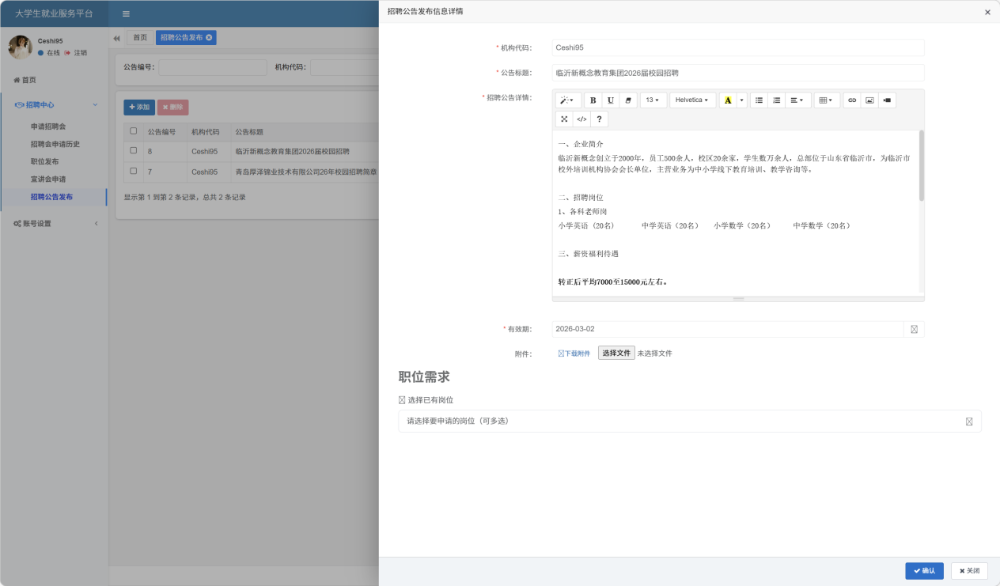 大学生就业服务平台
Ceshi95
在线 注销
首页
招聘中心
申请招聘会
招聘会申请历史
职位发布
宣讲会申请
招聘公告发布
账号设置
首页 招聘公告发布
公告编号: 机构代码:
添加 删除
公告编号 机构代码 公告标题
8 Ceshi95 临沂新概念教育集团2026届校园招聘
7 Ceshi95 青岛厚泽锦业技术有限公司26年校园招聘简章
显示第 1 到第 2 条记录，总共 2 条记录
招聘公告发布信息详情
* 机构代码: Ceshi95
* 公告标题: 临沂新概念教育集团2026届校园招聘
* 招聘公告详情:
B U 13 Helvetica A
</> ?
一、企业简介
临沂新概念创立于2000年，员工500余人，校区20余家，学生数万余人，总部位于山东省临沂市，为临沂市
校外培训机构协会会长单位，主营业务为中小学线下教育培训、教学咨询等。
二、招聘岗位
1、各科老师岗
小学英语（20名） 中学英语（20名） 小学数学（20名） 中学数学（20名）
三、薪资福利待遇
转正后平均7000至15000元左右。
* 有效期: 2026-03-02
附件: 下载附件 选择文件 未选择文件
职位需求
选择已有岗位
请选择要申请的岗位（可多选）
确认 关闭